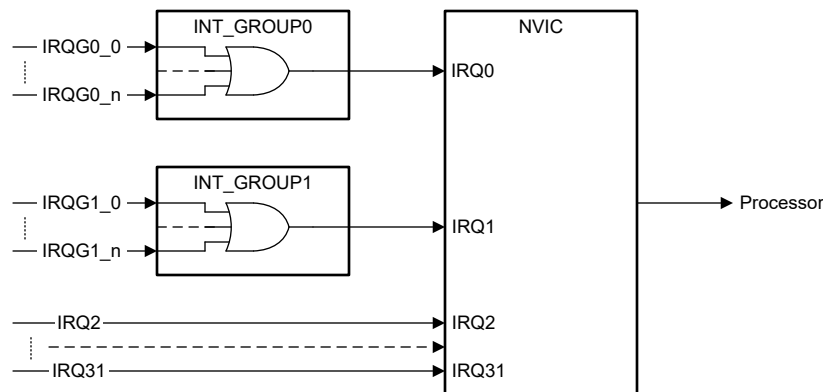 INT_GROUP0
NVIC
IRQG0_0
IRQG0_n
IRQ0
INT_GROUP1
IRQG1_0
Processor
IRQG1_n
IRQ1
IRQ2
IRQ2
IRQ31
IRQ31